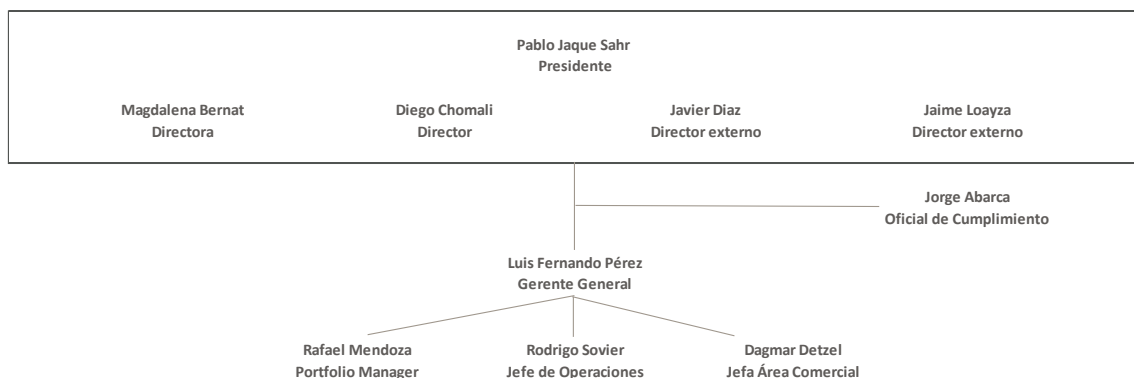 Pablo Jaque Sahr
Presidente
Magdalena Bernat
Directora
Diego Chomali
Director
Javier Diaz
Director externo
Jaime Loayza
Director externo
Jorge Abarca
Oficial de Cumplimiento
Luis Fernando Pérez
Gerente General
Rafael Mendoza
Portfolio Manager
Rodrigo Sovier
Jefe de Operaciones
Dagmar Detzel
Jefa Área Comercial